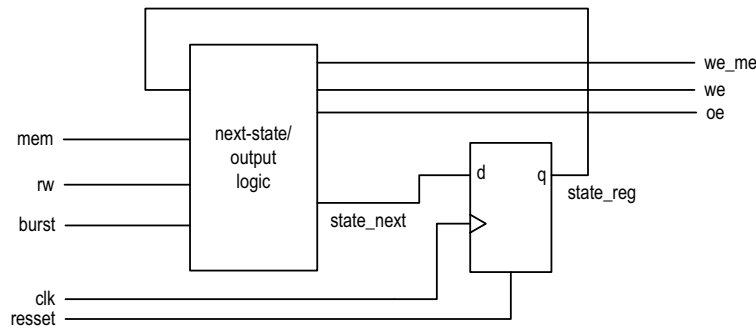 we_me
we
oe
mem
next-state/
output
logic
rw
d
q
state_reg
burst
state_next
clk
resset